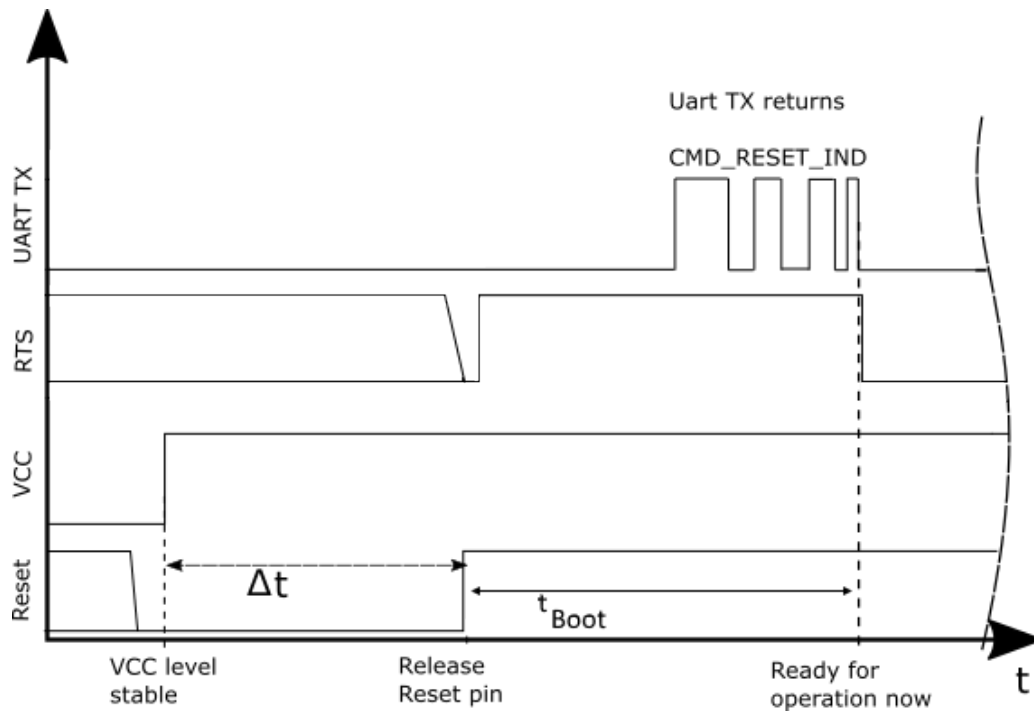 Uart TX returns
CMD_RESET_IND
UART TX
RTS
VCC
Reset
Δt
t Boot
VCC level
stable
Release
Reset pin
Ready for
operation now
t